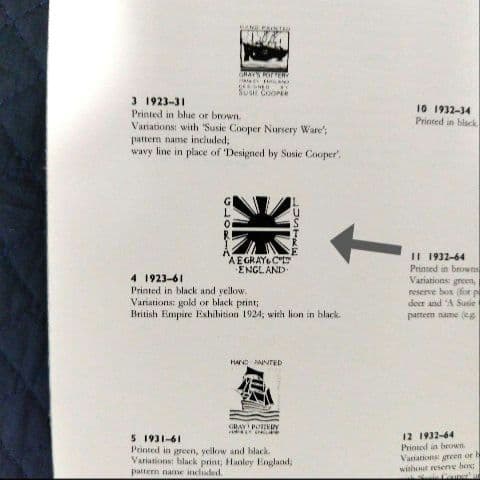 HAND PAINTED
GRAY'S POTTERY
HANLEY ENGLAND
DESIGNED BY
SUSIE COOPER
3 1923–31
Printed in blue or brown.
Variations: with 'Susie Cooper Nursery Ware';
pattern name included;
wavy line in place of 'Designed by Susie Cooper'.
GLORIA LUSTRE
A.E.GRAY & Co Ltd
·ENGLAND·
4 1923–61
Printed in black and yellow.
Variations: gold or black print;
British Empire Exhibition 1924; with lion in black.
HAND PAINTED
GRAY'S POTTERY
HANLEY ENGLAND
5 1931–61
Printed in green, yellow and black.
Variations: black print; Hanley England;
pattern name included.
10 1932–34
Printed in black
11 1932–64
Printed in brown
Variations: green,
reserve box (for p
deer and 'A Susie
pattern name (e.g.
12 1932–64
Printed in brown
Variations: green or b
without reserve box;